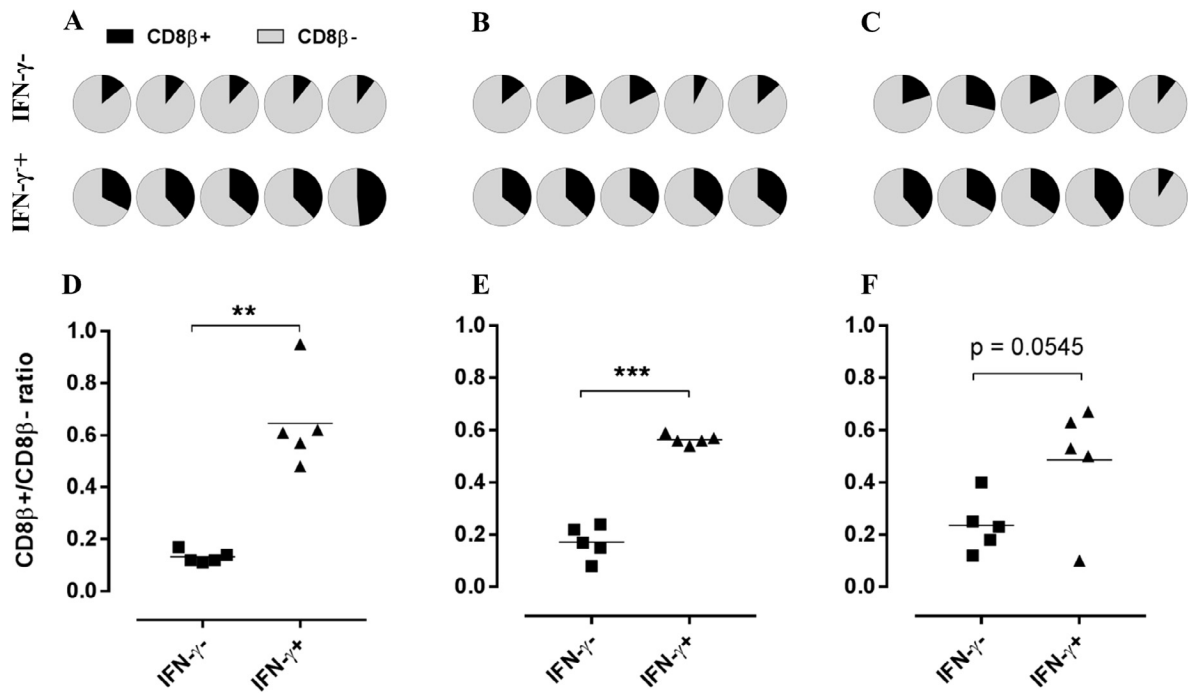 A B C
CD8β+ CD8β-
IFN-γ-
IFN-γ-+
D E F
** 
***
p = 0.0545
CD8β+/CD8β- ratio
1.0 1.0 1.0
0.8 0.8 0.8
0.6 0.6 0.6
0.4 0.4 0.4
0.2 0.2 0.2
0.0 0.0 0.0
IFN-γ- IFN-γ+ IFN-γ- IFN-γ+ IFN-γ- IFN-γ+